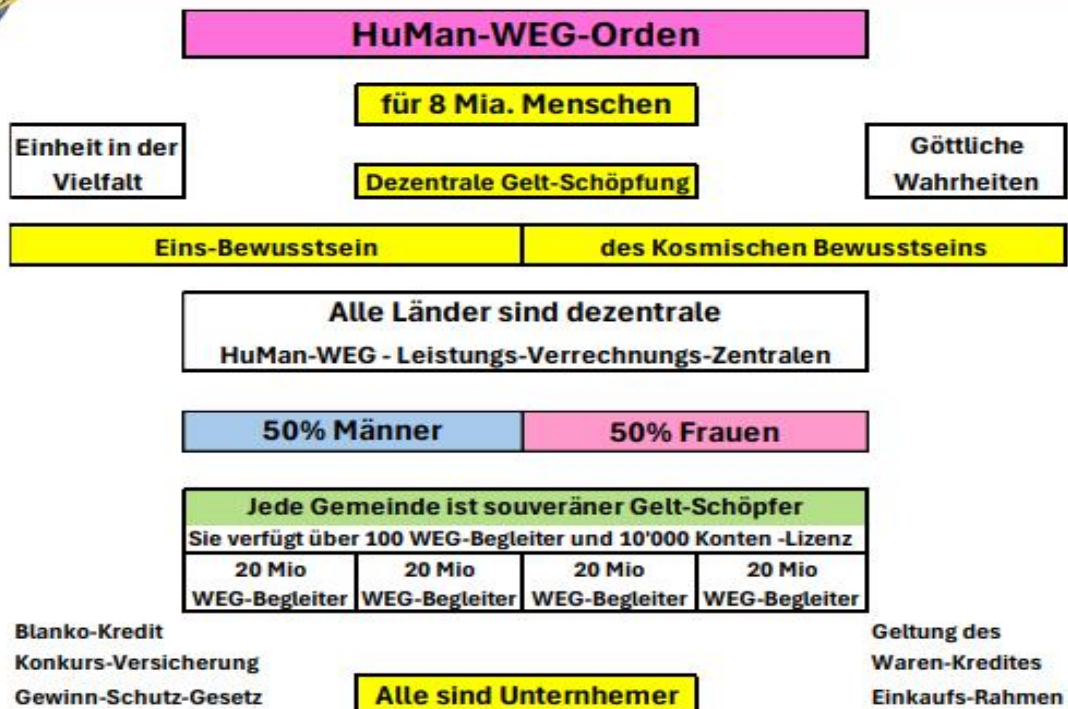 HuMan-WEG-Orden
für 8 Mia. Menschen
Einheit in der
Vielfalt
Dezentrale Gelt-Schöpfung
Göttliche
Wahrheiten
Eins-Bewusstsein
des Kosmischen Bewusstseins
Alle Länder sind dezentrale
HuMan-WEG - Leistungs-Verrechnungs-Zentralen
50% Männer
50% Frauen
Jede Gemeinde ist souveräner Gelt-Schöpfer
Sie verfügt über 100 WEG-Begleiter und 10'000 Konten -Lizenz
20 Mio
WEG-Begleiter
20 Mio
WEG-Begleiter
20 Mio
WEG-Begleiter
20 Mio
WEG-Begleiter
Blanko-Kredit
Konkurs-Versicherung
Gewinn-Schutz-Gesetz
Alle sind Unternhemer
Geltung des
Waren-Kredites
Einkaufs-Rahmen